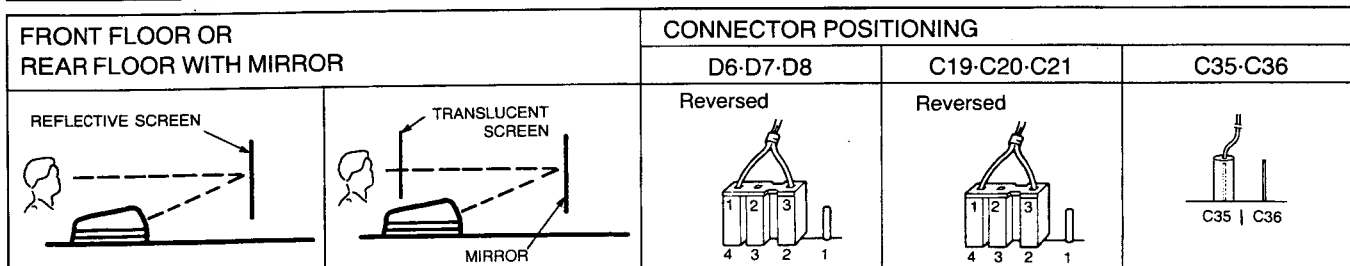 FRONT FLOOR OR
REAR FLOOR WITH MIRROR
CONNECTOR POSITIONING
D6·D7·D8
C19·C20·C21
C35·C36
REFLECTIVE SCREEN
TRANSLUCENT
SCREEN
MIRROR
Reversed
1 2 3
4 3 2 1
Reversed
1 2 3
4 3 2 1
C35 | C36